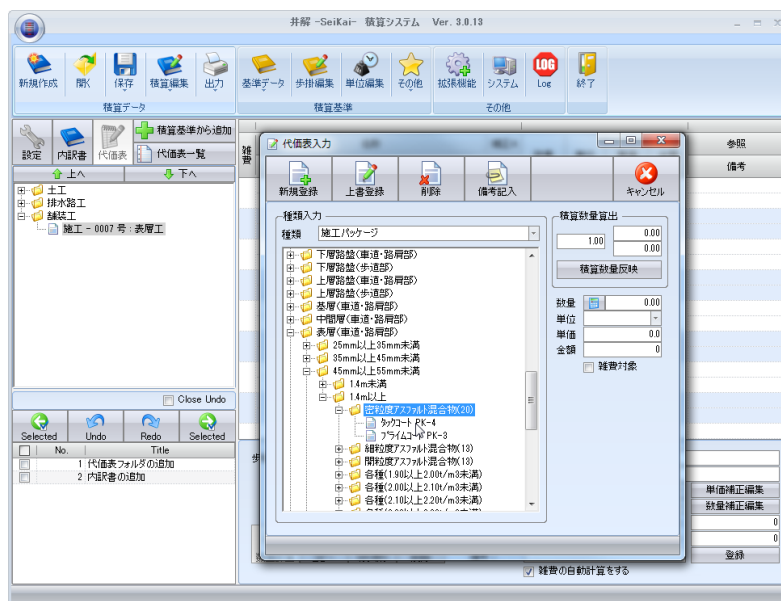 井解 -SeiKai- 積算システム Ver. 3.0.13
新規作成 開く 保存 積算編集 出力 基準データ 歩掛編集 単位編集 その他 拡張機能 システム Log 終了
LOG
積算データ 積算基準 その他
設定 内訳書 代価表 積算基準から追加
代価表一覧
上へ 下へ
土工
排水路工
舗装工
施工 - 0007 号 : 表層工
雑費
参照
備考
Close Undo
Selected Undo Redo Selected
No. Title
1 代価表フォルダの追加
2 内訳書の追加
代価表入力
新規登録 上書登録 削除 備考記入 キャンセル
種類入力
種類 施工パッケージ
下層路盤(車道・路肩部)
下層路盤(歩道部)
上層路盤(車道・路肩部)
上層路盤(歩道部)
基層(車道・路肩部)
中間層(車道・路肩部)
表層(車道・路肩部)
25mm以上35mm未満
35mm以上45mm未満
45mm以上55mm未満
1.4m未満
1.4m以上
密粒度アスファルト混合物(20)
タックコート PK-4
プライムコート PK-3
細粒度アスファルト混合物(13)
開粒度アスファルト混合物(13)
各種(1.90以上2.00t/m3未満)
各種(2.00以上2.10t/m3未満)
各種(2.10以上2.20t/m3未満)
積算数量算出
1.00 0.00
0.00
積算数量反映
数量 0.00
単位
単価 0.0
金額 0
雑費対象
単価補正編集
数量補正編集
0
0
登録
雑費の自動計算をする